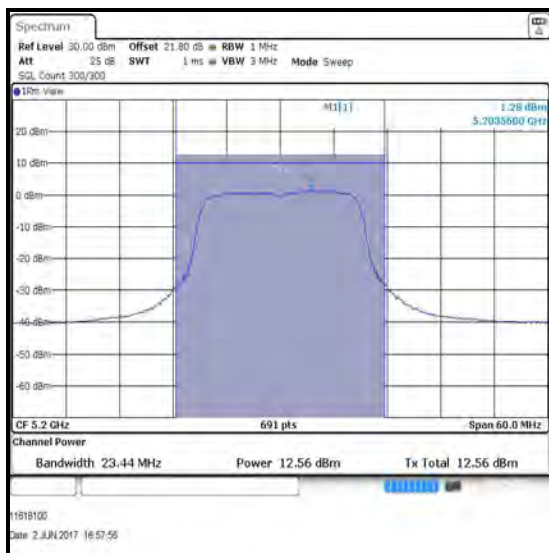 Spectrum
Ref Level 30.00 dBm Offset 21.80 dB RBW 1 MHz
Att 25 dB SWT 1 ms VBW 3 MHz Mode Sweep
SGL Count 300/300
1Rm View
M1[1] 1.28 dBm
5.2035600 GHz
20 dBm
10 dBm
0 dBm
-10 dBm
-20 dBm
-30 dBm
-40 dBm
-50 dBm
-60 dBm
CF 5.2 GHz 691 pts Span 60.0 MHz
Channel Power
Bandwidth 23.44 MHz Power 12.56 dBm Tx Total 12.56 dBm
11618100
Date 2.JUN.2017 16:57:56